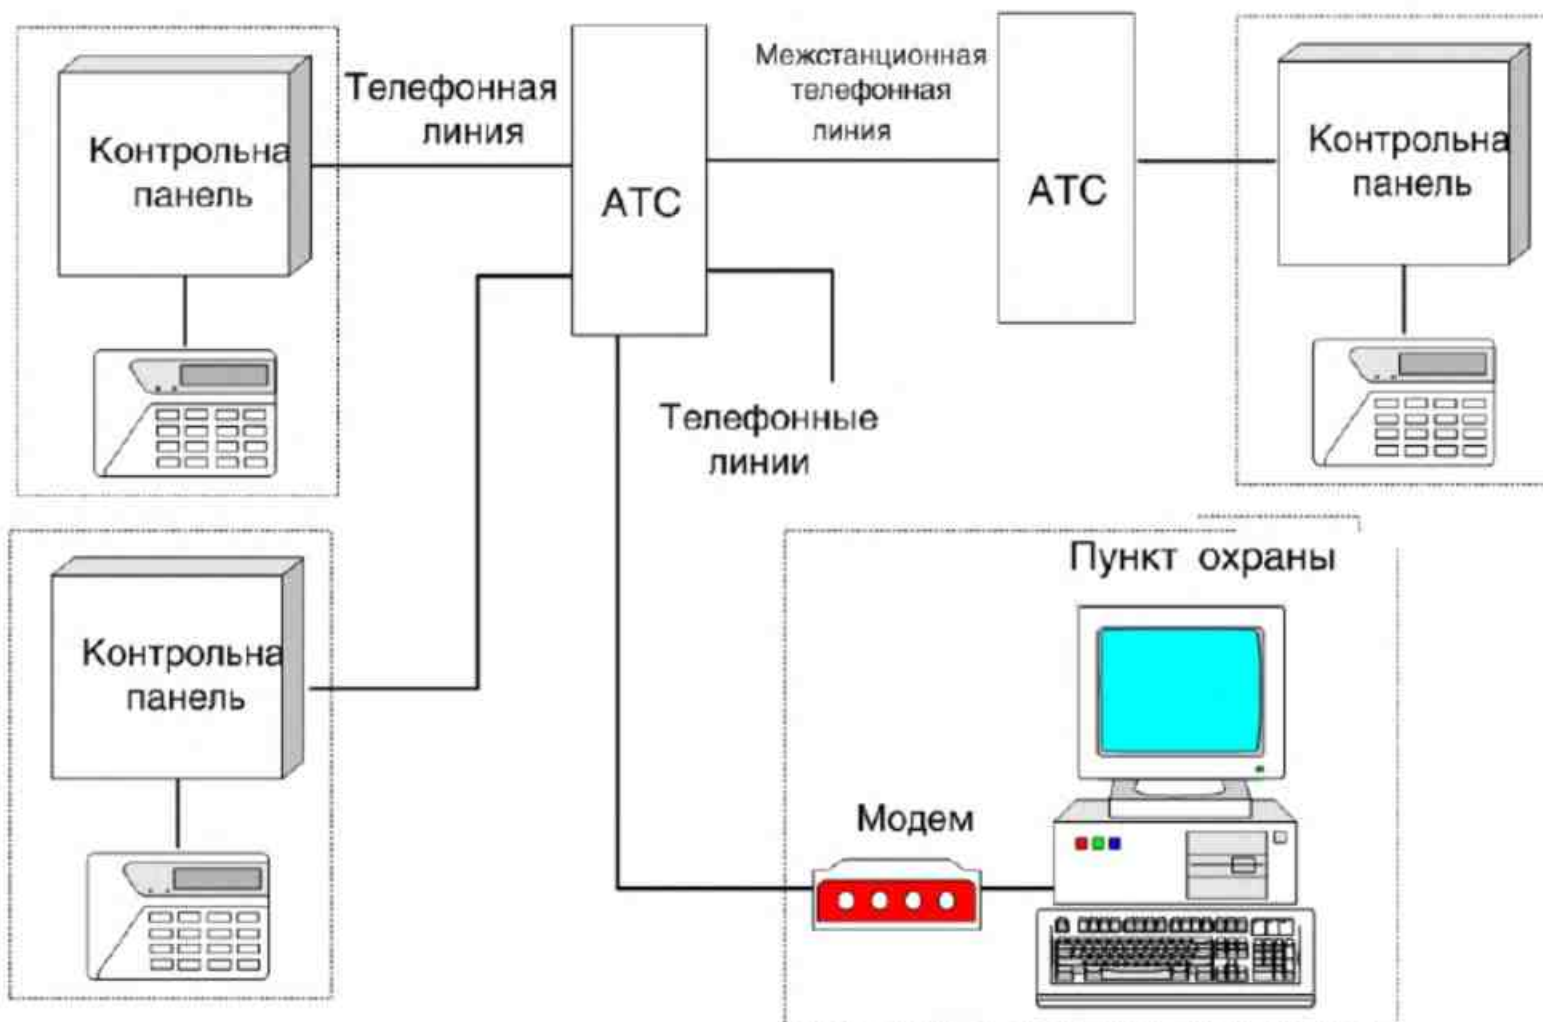 Контрольна
панель
Телефонная
линия
АТС
Межстанционная
телефонная
линия
АТС
Контрольна
панель
Телефонные
линии
Контрольна
панель
Пункт охраны
Модем